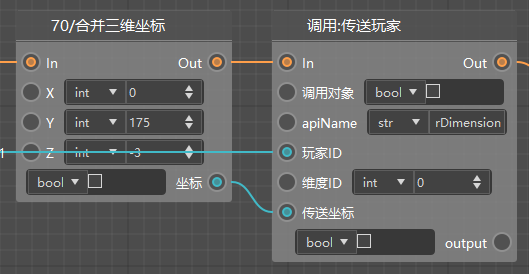 70/合并三维坐标
In
Out
X
int
0
Y
int
175
Z
int
-3
bool
坐标
调用:传送玩家
In
Out
调用对象
bool
apiName
str
rDimension
玩家ID
维度ID
int
0
传送坐标
bool
output